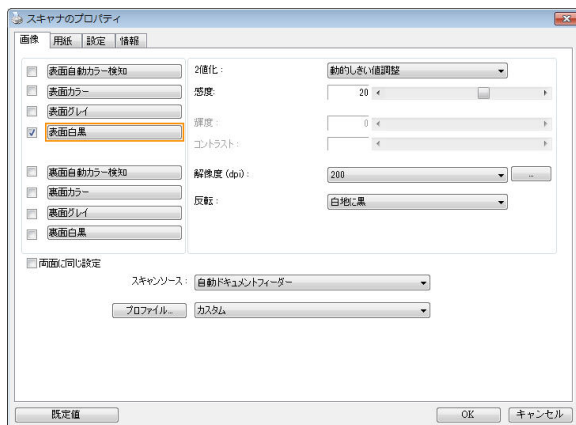 スキャナのプロパティ
画像 用紙 設定 情報
表面自動カラー検知
表面カラー
表面グレイ
表面白黒
裏面自動カラー検知
裏面カラー
裏面グレイ
裏面白黒
2値化: 動的しきい値調整
感度: 20
輝度: 0
コントラスト:
解像度 (dpi): 200 ..
反転: 白地に黒
両面に同じ設定
スキャンソース: 自動ドキュメントフィーダー
プロファイル... カスタム
既定値 OK キャンセル